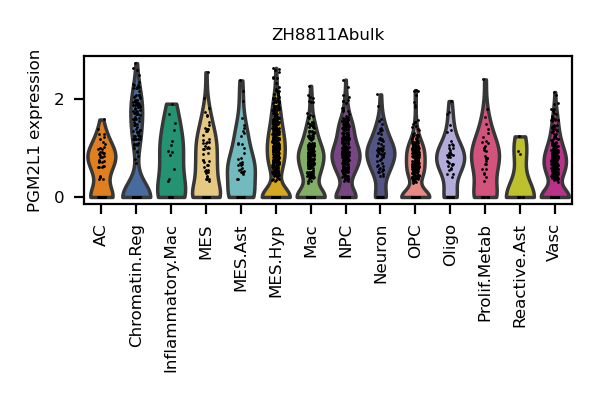 ZH8811Abulk
PGM2L1 expression
2
0
AC
Chromatin.Reg
Inflammatory.Mac
MES
MES.Ast
MES.Hyp
Mac
NPC
Neuron
OPC
Oligo
Prolif.Metab
Reactive.Ast
Vasc